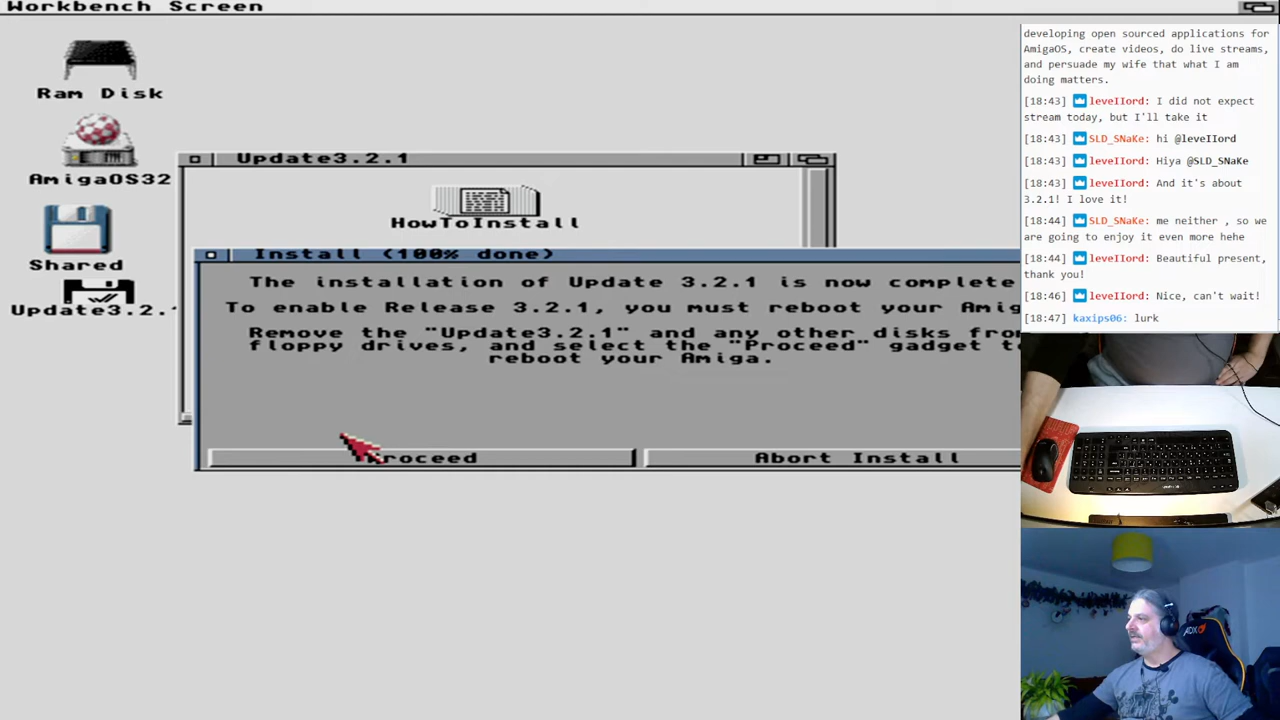 Workbench Screen
Ram Disk
AmigaOS32
Shared
Update3.2.
Update3.2.1
HowToInstall
Install (100% done)
The installation of Update 3.2.1 is now complete
To enable Release 3.2.1, you must reboot your Amig
Remove the "Update3.2.1" and any other disks from
floppy drives, and select the "Proceed" gadget to
reboot your Amiga.
roceed
Abort Install
developing open sourced applications for
AmigaOS, create videos, do live streams,
and persuade my wife that what I am
doing matters.
[18:43] leveIIord: I did not expect
stream today, but I'll take it
[18:43] SLD_SNaKe: hi @leveIIord
[18:43] leveIIord: Hiya @SLD_SNaKe
[18:43] leveIIord: And it's about
3.2.1! I love it!
[18:44] SLD_SNaKe: me neither , so we
are going to enjoy it even more hehe
[18:44] leveIIord: Beautiful present,
thank you!
[18:46] leveIIord: Nice, can't wait!
[18:47] kaxips06: lurk